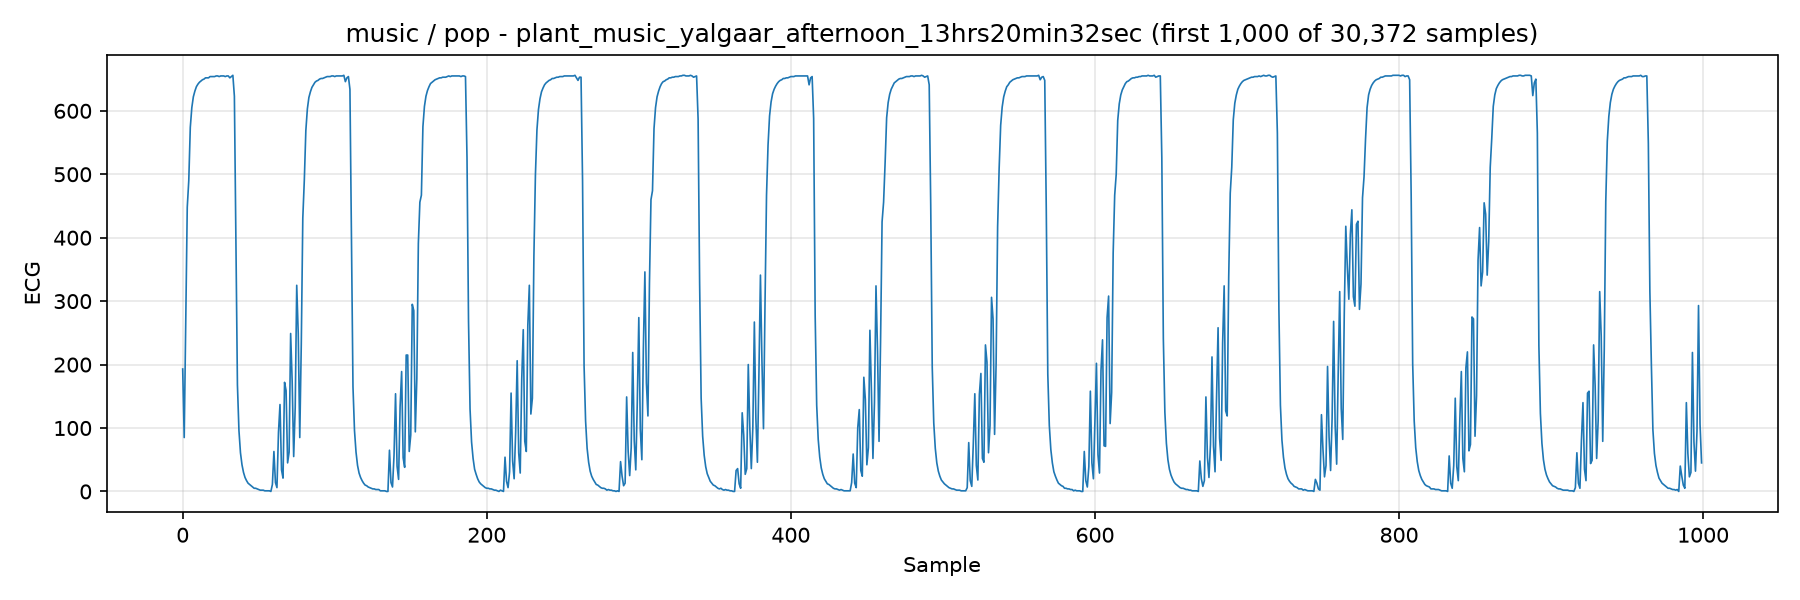 music / pop - plant_music_yalgaar_afternoon_13hrs20min32sec (first 1,000 of 30,372 samples)
ECG
600
500
400
300
200
100
0
0 200 400 600 800 1000
Sample